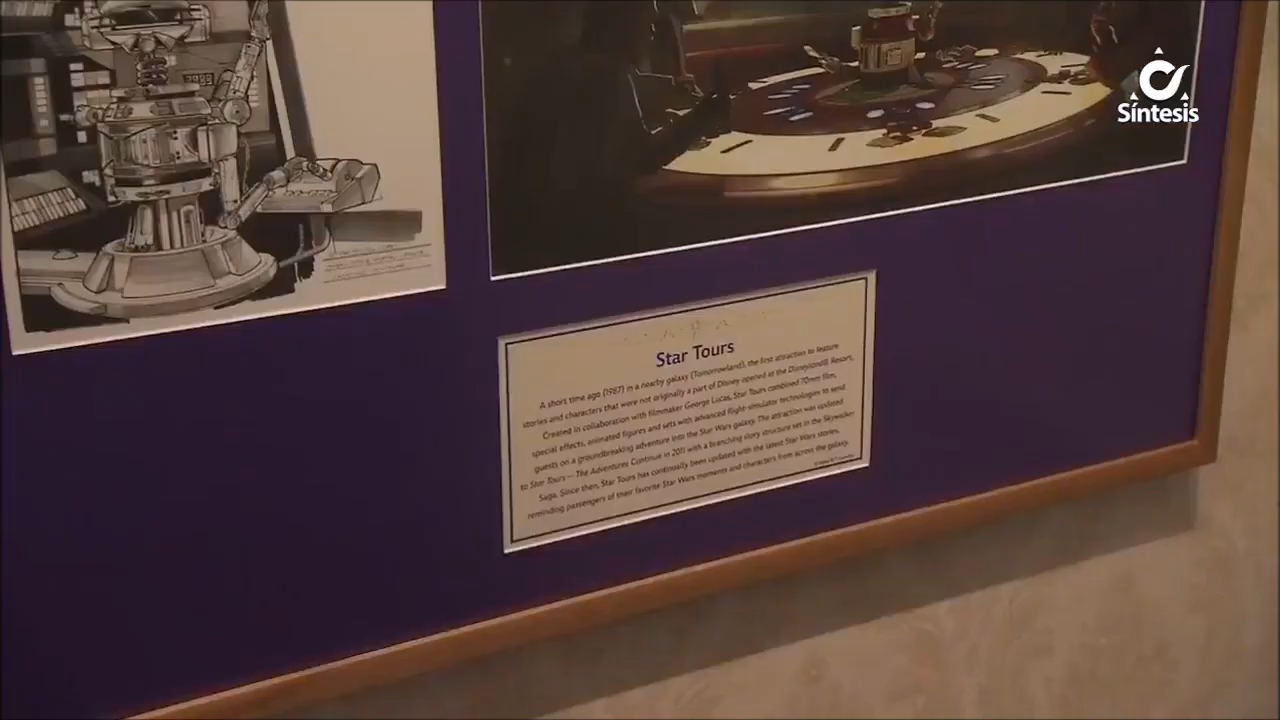 Síntesis
Star Tours
A short time ago (1987) in a nearby galaxy (Tomorrowland), the first attraction to feature
stories and characters that were not originally a part of Disney opened at the Disneyland® Resort.
Created in collaboration with filmmaker George Lucas, Star Tours combined 70mm film,
special effects, animated figures and sets with advanced flight-simulator technologies to send
guests on a groundbreaking adventure into the Star Wars galaxy. The attraction was updated
to Star Tours – The Adventures Continue in 2011 with a branching story structure set in the Skywalker
Saga. Since then, Star Tours has continually been updated with the latest Star Wars stories,
reminding passengers of their favorite Star Wars moments and characters from across the galaxy.